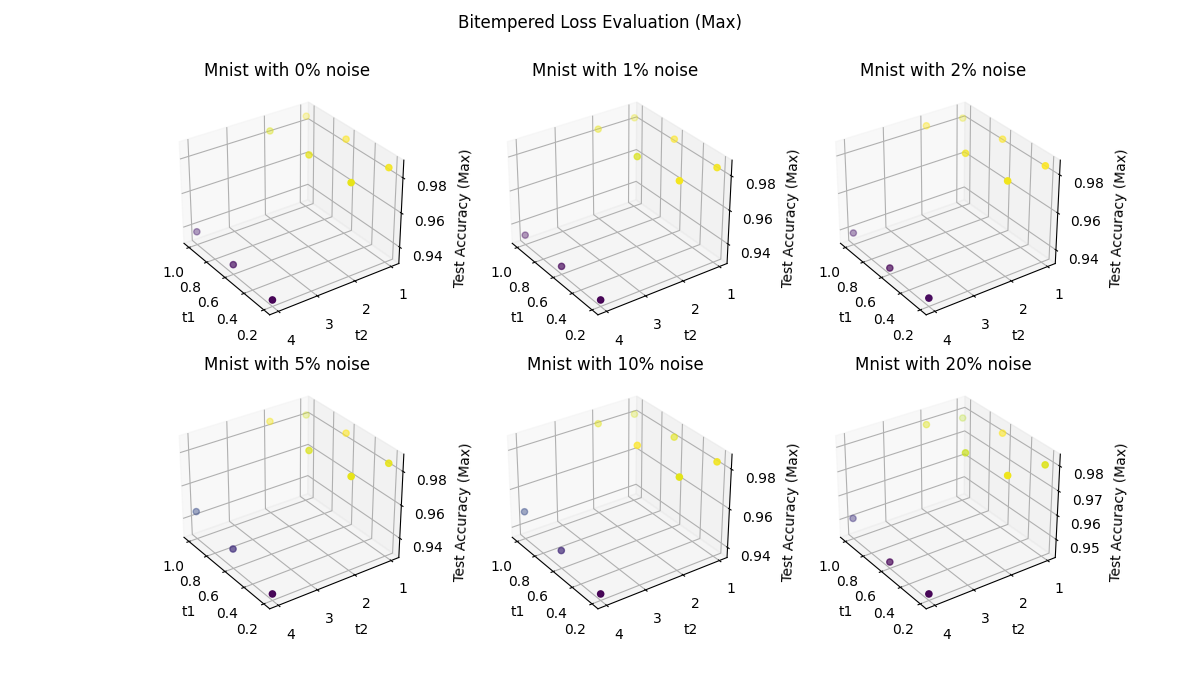 Bitempered Loss Evaluation (Max)
Mnist with 0% noise
Mnist with 1% noise
Mnist with 2% noise
0.98
0.96
0.94
Test Accuracy (Max)
1.0
0.8
0.6
0.4
0.2
t1
4
3
2
1
t2
0.98
0.96
0.94
Test Accuracy (Max)
1.0
0.8
0.6
0.4
0.2
t1
4
3
2
1
t2
0.98
0.96
0.94
Test Accuracy (Max)
1.0
0.8
0.6
0.4
0.2
t1
4
3
2
1
t2
Mnist with 5% noise
Mnist with 10% noise
Mnist with 20% noise
0.98
0.96
0.94
Test Accuracy (Max)
1.0
0.8
0.6
0.4
0.2
t1
4
3
2
1
t2
0.98
0.96
0.94
Test Accuracy (Max)
1.0
0.8
0.6
0.4
0.2
t1
4
3
2
1
t2
0.98
0.97
0.96
0.95
Test Accuracy (Max)
1.0
0.8
0.6
0.4
0.2
t1
4
3
2
1
t2